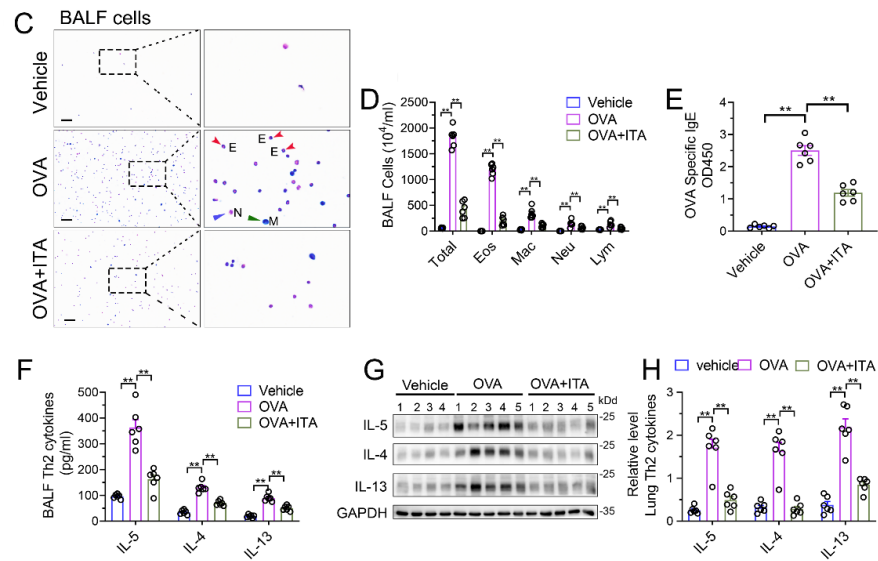 C
BALF cells
Vehicle
OVA
OVA+ITA
E
E
E
N
M
D
Vehicle
OVA
OVA+ITA
BALF Cells (10⁴/ml)
2500
2000
1500
1000
500
0
** **
** **
** **
** **
** **
Total Eos Mac Neu Lym
E
OVA Specific IgE
OD450
4
3
2
1
0
** **
Vehicle OVA OVA+ITA
F
Vehicle
OVA
OVA+ITA
BALF Th2 cytokines
(pg/ml)
500
400
300
200
100
0
** **
** **
** **
IL-5 IL-4 IL-13
G
Vehicle OVA OVA+ITA
1 2 3 4 1 2 3 4 5 1 2 3 4 5 kDd
IL-5 -25
IL-4 -25
IL-13 -25
GAPDH -35
H
vehicle OVA OVA+ITA
Relative level
Lung Th2 cytokines
3
2
1
0
** **
** **
** **
IL-5 IL-4 IL-13